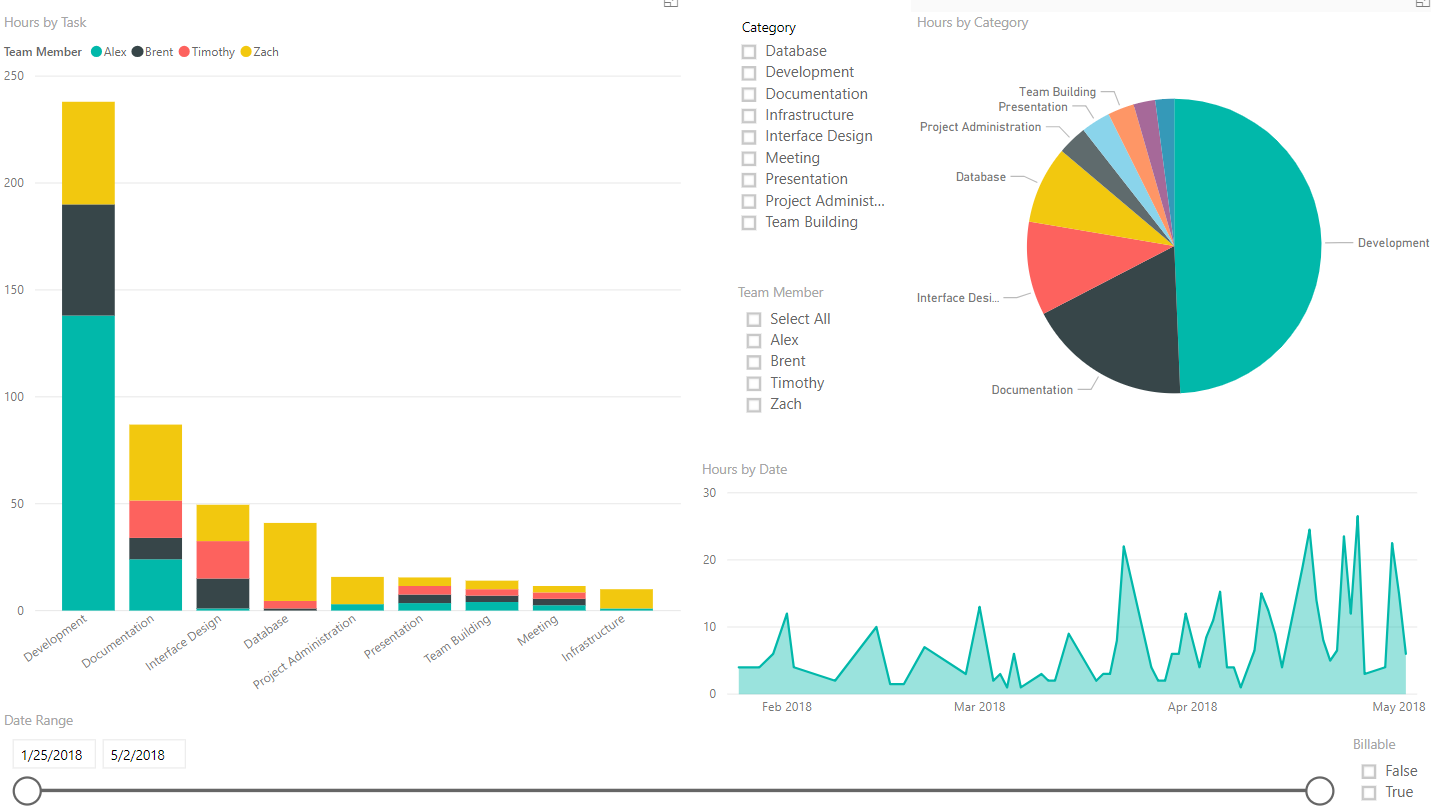 Hours by Task
Team Member Alex Brent Timothy Zach
250
200
150
100
50
0
Development
Documentation
Interface Design
Database
Project Administration
Presentation
Team Building
Meeting
Infrastructure
Category
Database
Development
Documentation
Infrastructure
Interface Design
Meeting
Presentation
Project Administ...
Team Building
Team Member
Select All
Alex
Brent
Timothy
Zach
Hours by Category
Team Building
Presentation
Project Administration
Database
Development
Interface Desi...
Documentation
Hours by Date
30
20
10
0
Feb 2018 Mar 2018 Apr 2018 May 2018
Date Range
1/25/2018 5/2/2018
Billable
False
True